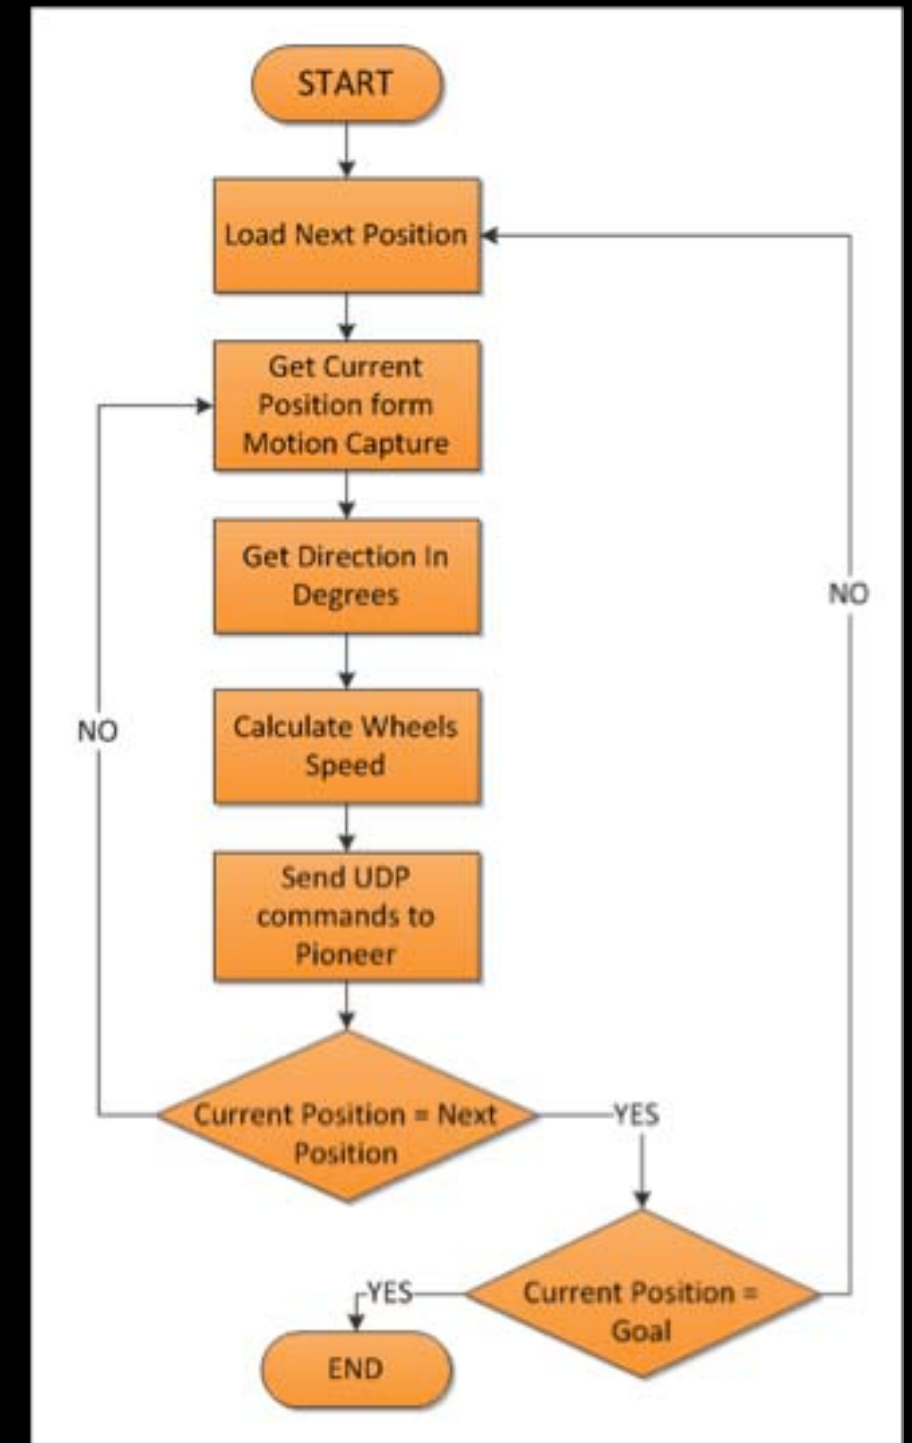 START
Load Next Position
Get Current
Position form
Motion Capture
Get Direction In
Degrees
NO
Calculate Wheels
Speed
NO
Send UDP
commands to
Pioneer
Current Position = Next
Position
YES
Current Position =
Goal
YES
END